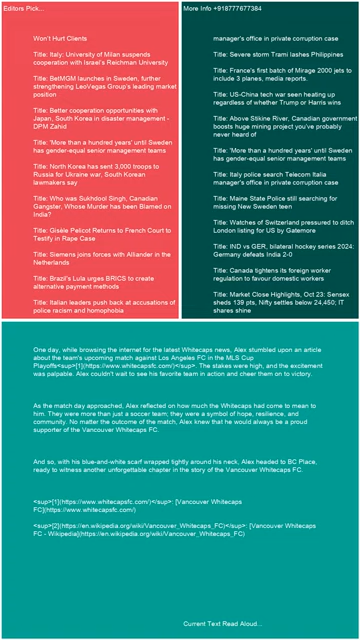 Editors Pick...
Won't Hurt Clients
Title: Italy: University of Milan suspends
cooperation with Israel's Reichman University
Title: BetMGM launches in Sweden, further
strengthening LeoVegas Group's leading market
position
Title: Better cooperation opportunities with
Japan, South Korea in disaster management -
DPM Zahid
Title: 'More than a hundred years' until Sweden
has gender-equal senior management teams
Title: North Korea has sent 3,000 troops to
Russia for Ukraine war, South Korean
lawmakers say
Title: Who was Sukhdool Singh, Canadian
Gangster, Whose Murder has been Blamed on
India?
Title: Gisèle Pelicot Returns to French Court to
Testify in Rape Case
Title: Siemens joins forces with Alliander in the
Netherlands
Title: Brazil's Lula urges BRICS to create
alternative payment methods
Title: Italian leaders push back at accusations of
police racism and homophobia
More Info +918777677384
manager's office in private corruption case
Title: Severe storm Trami lashes Philippines
Title: France's first batch of Mirage 2000 jets to
include 3 planes, media reports.
Title: US-China tech war seen heating up
regardless of whether Trump or Harris wins
Title: Above Stikine River, Canadian government
boosts huge mining project you've probably
never heard of
Title: 'More than a hundred years' until Sweden
has gender-equal senior management teams
Title: Italy police search Telecom Italia
manager's office in private corruption case
Title: Maine State Police still searching for
missing New Sweden teen
Title: Watches of Switzerland pressured to ditch
London listing for US by Gatemore
Title: IND vs GER, bilateral hockey series 2024:
Germany defeats India 2-0
Title: Canada tightens its foreign worker
regulation to favour domestic workers
Title: Market Close Highlights, Oct 23: Sensex
sheds 139 pts, Nifty settles below 24,450; IT
shares shine
One day, while browsing the internet for the latest Whitecaps news, Alex stumbled upon an article
about the team's upcoming match against Los Angeles FC in the MLS Cup
Playoffs<sup>[1](https://www.whitecapsfc.com/)</sup>. The stakes were high, and the excitement
was palpable. Alex couldn't wait to see his favorite team in action and cheer them on to victory.
As the match day approached, Alex reflected on how much the Whitecaps had come to mean to
him. They were more than just a soccer team; they were a symbol of hope, resilience, and
community. No matter the outcome of the match, Alex knew that he would always be a proud
supporter of the Vancouver Whitecaps FC.
And so, with his blue-and-white scarf wrapped tightly around his neck, Alex headed to BC Place,
ready to witness another unforgettable chapter in the story of the Vancouver Whitecaps FC.
<sup>[1](https://www.whitecapsfc.com/)</sup>: [Vancouver Whitecaps
FC](https://www.whitecapsfc.com/)
<sup>[2](https://en.wikipedia.org/wiki/Vancouver_Whitecaps_FC)</sup>: [Vancouver Whitecaps
FC - Wikipedia](https://en.wikipedia.org/wiki/Vancouver_Whitecaps_FC)
Current Text Read Aloud...